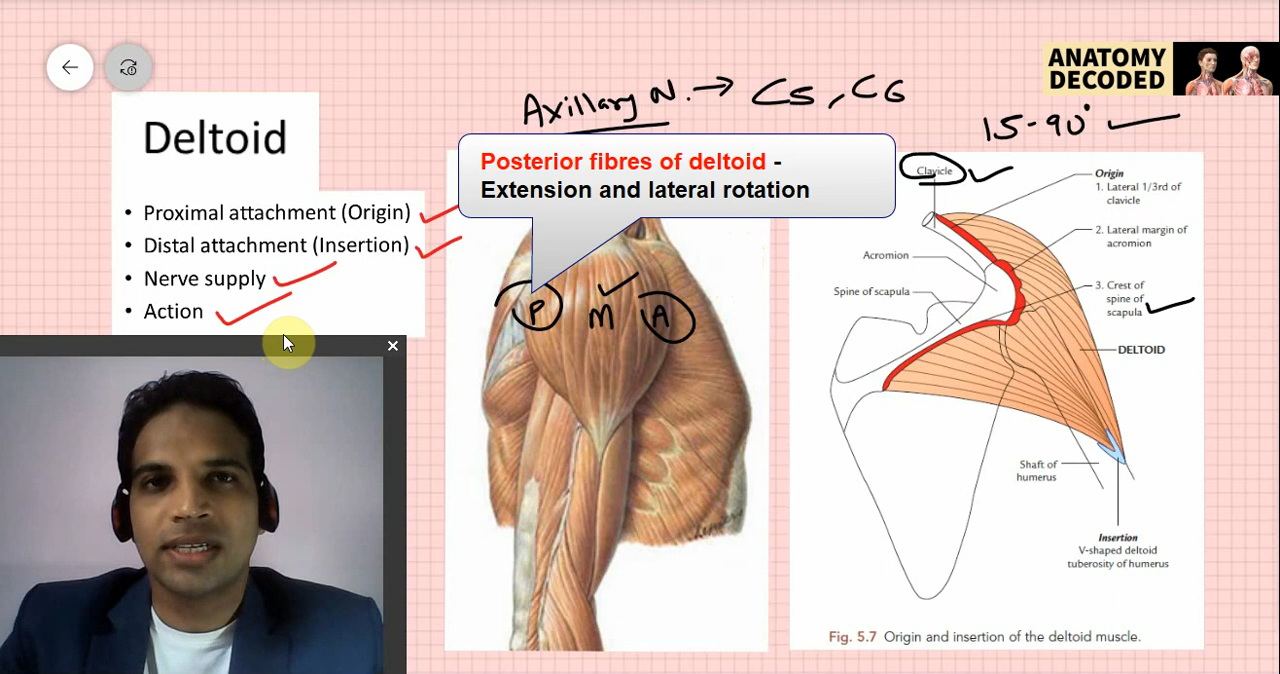 ANATOMY
DECODED
Axillary N. → C5, C6
15-90°
Deltoid
• Proximal attachment (Origin)
• Distal attachment (Insertion)
• Nerve supply
• Action
Posterior fibres of deltoid -
Extension and lateral rotation
P
M
A
Clavicle
Origin
1. Lateral 1/3rd of
clavicle
2. Lateral margin of
acromion
Acromion
3. Crest of
spine of
scapula
Spine of scapula
DELTOID
Shaft of
humerus
Insertion
V-shaped deltoid
tuberosity of humerus
Fig. 5.7 Origin and insertion of the deltoid muscle.